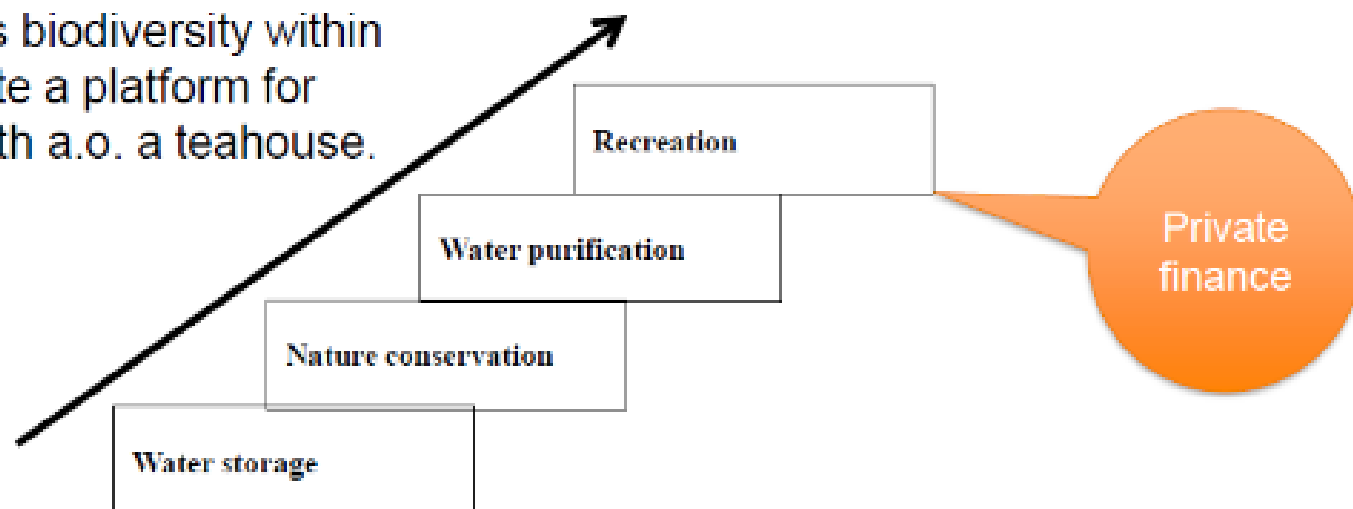 s biodiversity within
te a platform for
th a.o. a teahouse.
Recreation
Private
finance
Water purification
Nature conservation
Water storage